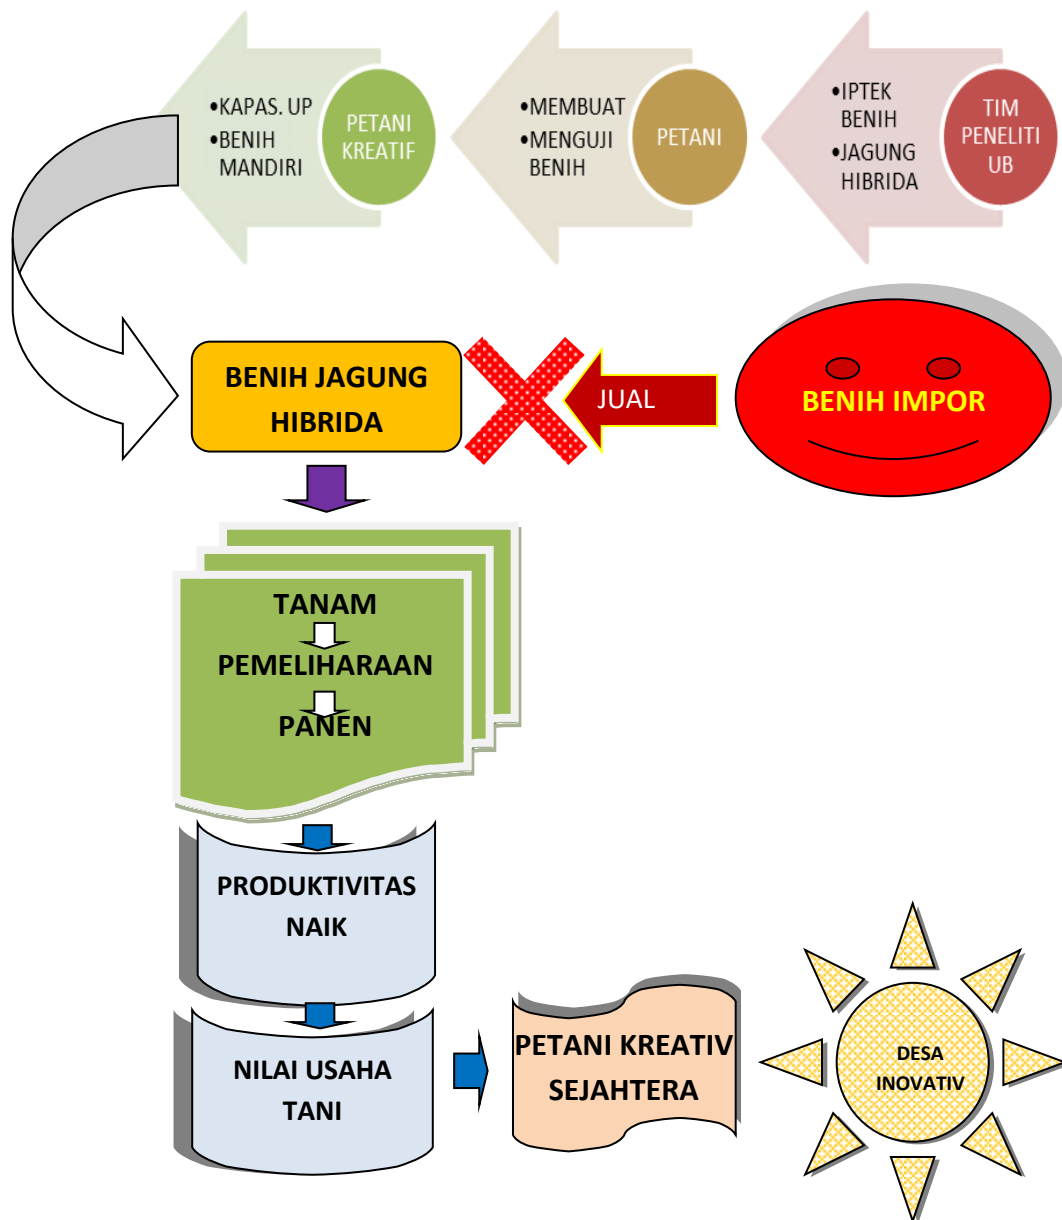 •KAPAS. UP
•BENIH
MANDIRI
PETANI
KREATIF
•MEMBUAT
•MENGUJI
BENIH
PETANI
•IPTEK
BENIH
•JAGUNG
HIBRIDA
TIM
PENELITI
UB
BENIH JAGUNG
HIBRIDA
JUAL
BENIH IMPOR
TANAM
PEMELIHARAAN
PANEN
PRODUKTIVITAS
NAIK
NILAI USAHA
TANI
PETANI KREATIV
SEJAHTERA
DESA
INOVATIV